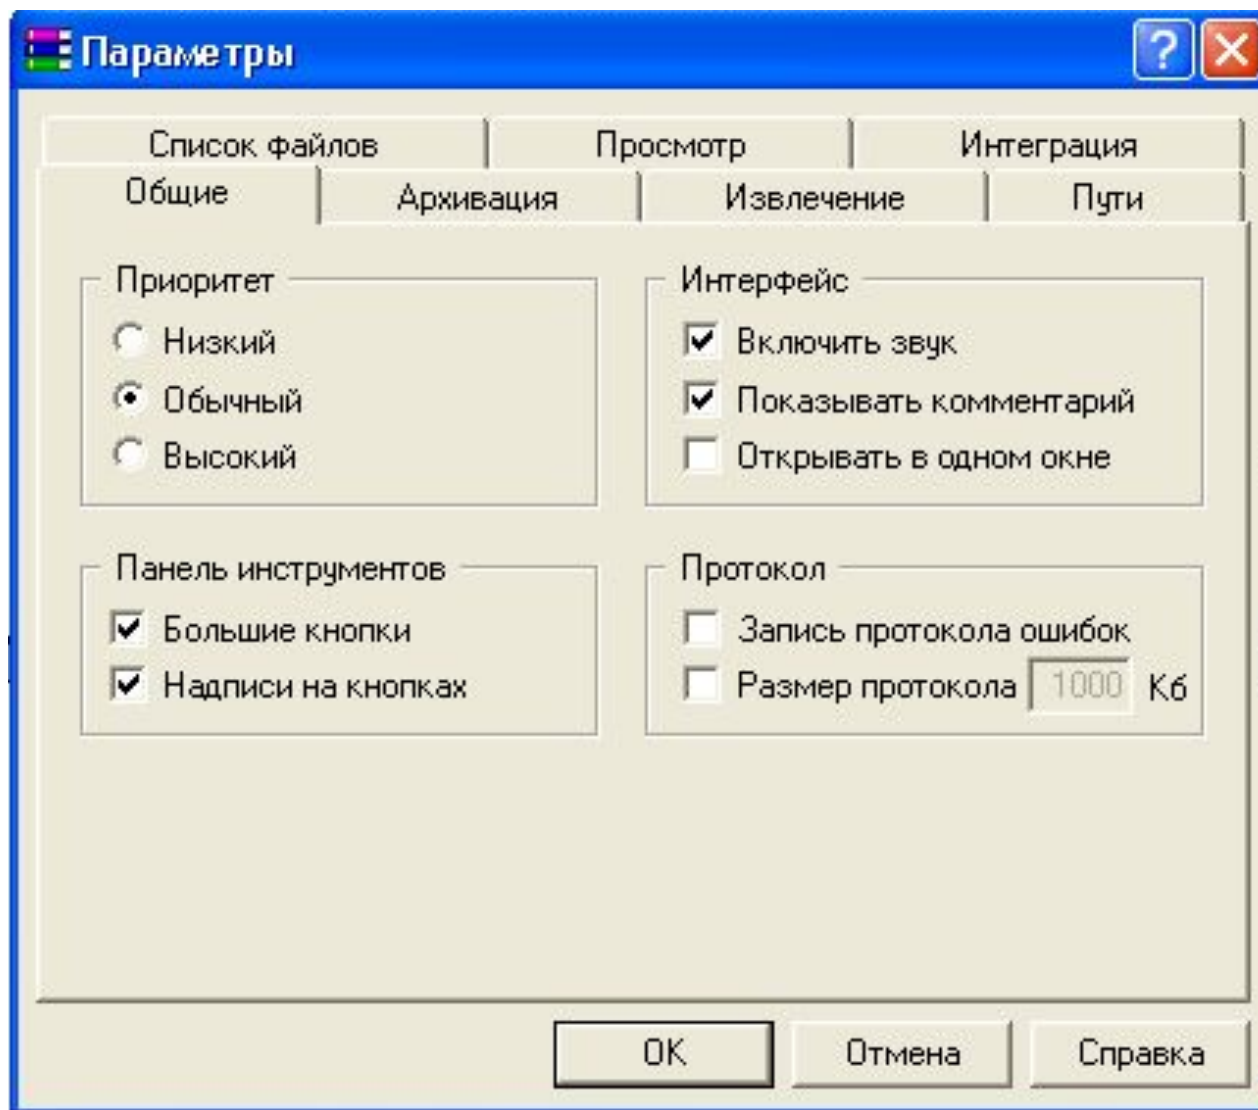 Параметры
Список файлов Просмотр Интеграция
Общие Архивация Извлечение Пути
Приоритет
Низкий
Обычный
Высокий
Интерфейс
Включить звук
Показывать комментарий
Открывать в одном окне
Панель инструментов
Большие кнопки
Надписи на кнопках
Протокол
Запись протокола ошибок
Размер протокола 1000 Кб
OK Отмена Справка